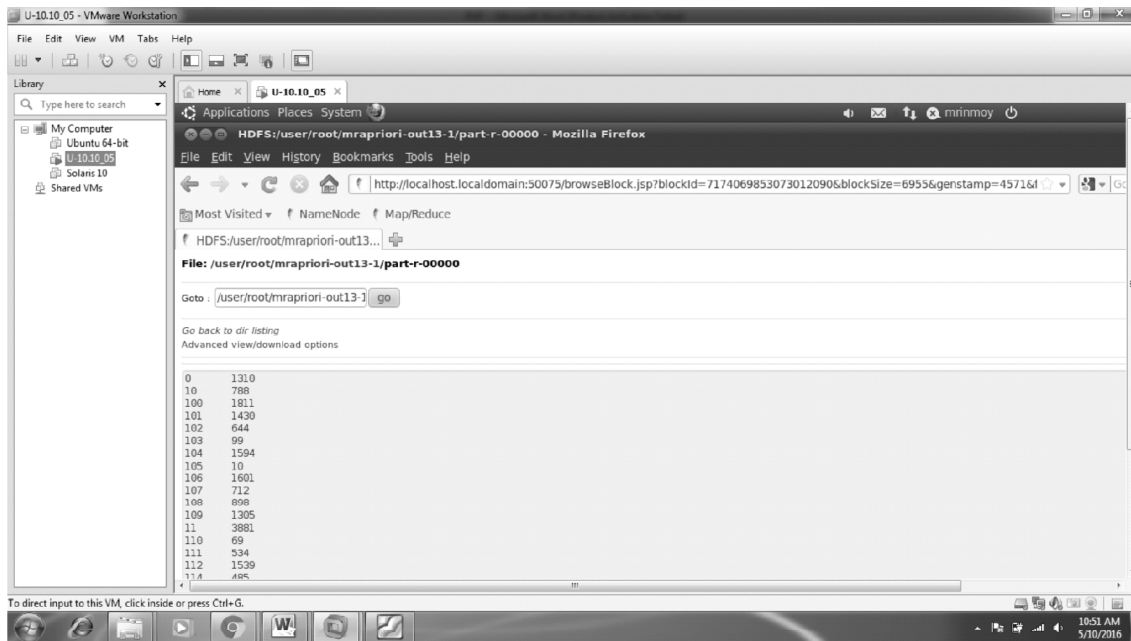 U-10.10_05 - VMware Workstation
File Edit View VM Tabs Help
Library
Type here to search
My Computer
Ubuntu 64-bit
U-10.10_05
Solaris 10
Shared VMs
Home
U-10.10_05
Applications Places System
mrinmoy
HDFS:/user/root/mrapriori-out13-1/part-r-00000 - Mozilla Firefox
File Edit View History Bookmarks Tools Help
http://localhost.localdomain:50075/browseBlock.jsp?blockId=7174069853073012090&blockSize=6955&genstamp=4571&f
Go
Most Visited NameNode Map/Reduce
HDFS:/user/root/mrapriori-out13...
File: /user/root/mrapriori-out13-1/part-r-00000
Goto : /user/root/mrapriori-out13-1 go
Go back to dir listing
Advanced view/download options
0 1310
10 788
100 1811
101 1430
102 644
103 99
104 1594
105 10
106 1601
107 712
108 898
109 1305
11 3881
110 69
111 534
112 1539
114 485
To direct input to this VM, click inside or press Ctrl+G.
10:51 AM
5/10/2016